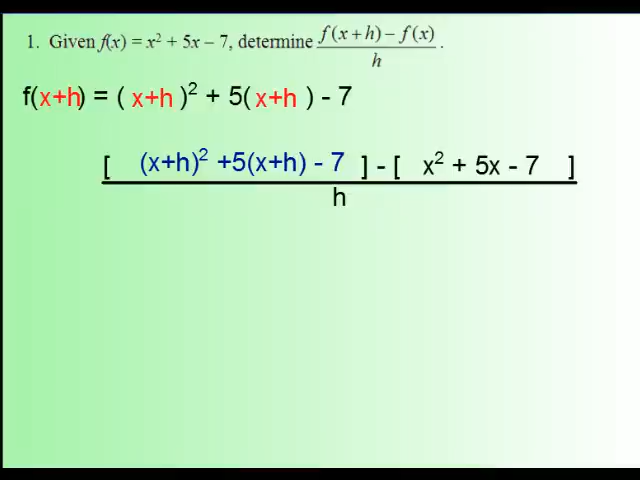 1. Given f(x) = x² + 5x − 7, determine f(x+h) − f(x) / h .
f(x+h) = ( x+h )² + 5( x+h ) - 7
[ (x+h)² +5(x+h) - 7 ] - [ x² + 5x - 7 ]
h